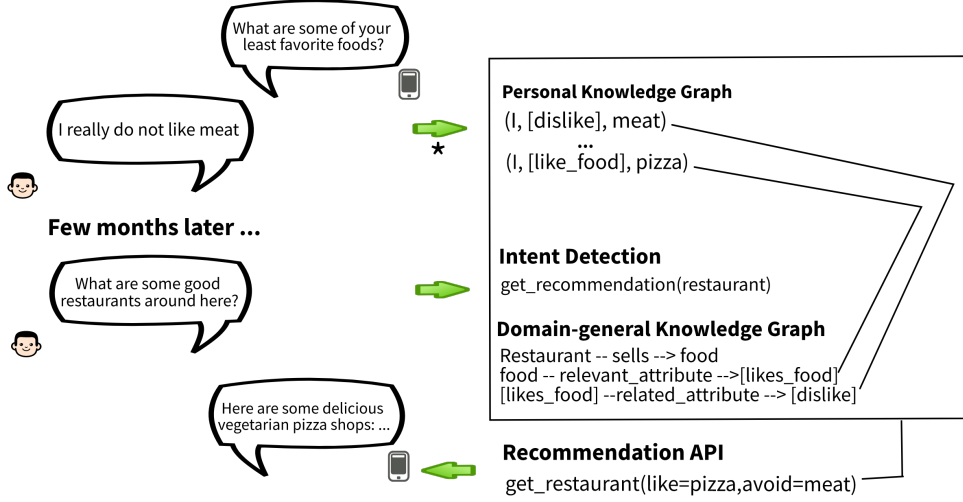 What are some of your
least favorite foods?
I really do not like meat
*
Personal Knowledge Graph
(I, [dislike], meat)
...
(I, [like_food], pizza)
Few months later ...
What are some good
restaurants around here?
Intent Detection
get_recommendation(restaurant)
Domain-general Knowledge Graph
Restaurant -- sells --> food
food -- relevant_attribute -->[likes_food]
[likes_food] --related_attribute --> [dislike]
Here are some delicious
vegetarian pizza shops: ...
Recommendation API
get_restaurant(like=pizza,avoid=meat)